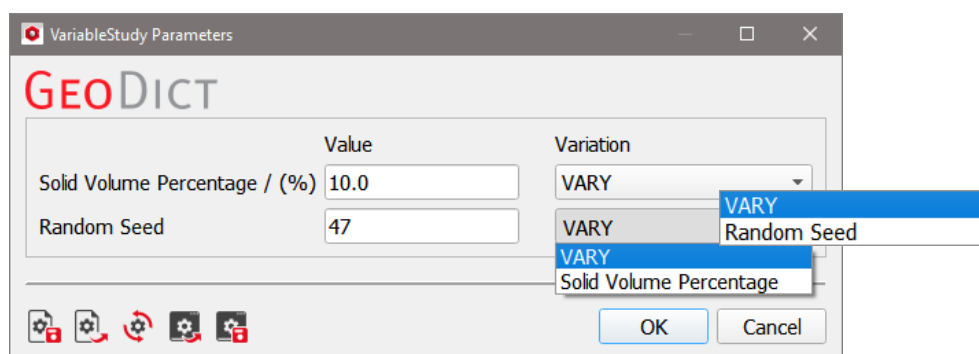 VariableStudy Parameters
GEODICT
Value Variation
Solid Volume Percentage / (%) 10.0 VARY
VARY
Random Seed
Random Seed 47 VARY
VARY
Solid Volume Percentage
OK Cancel